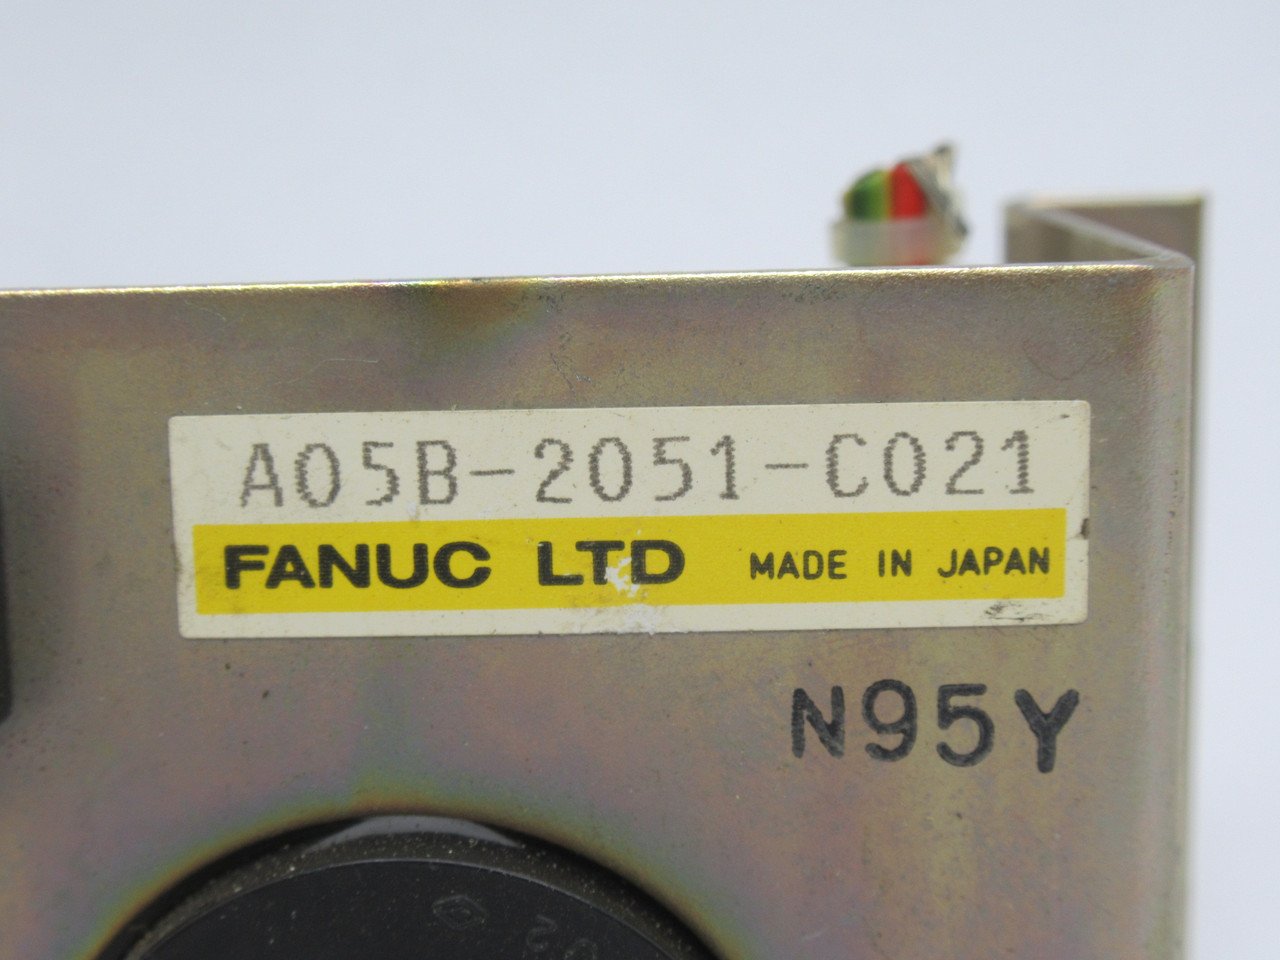 A05B-2051-C021
FANUC LTD MADE IN JAPAN
N95Y